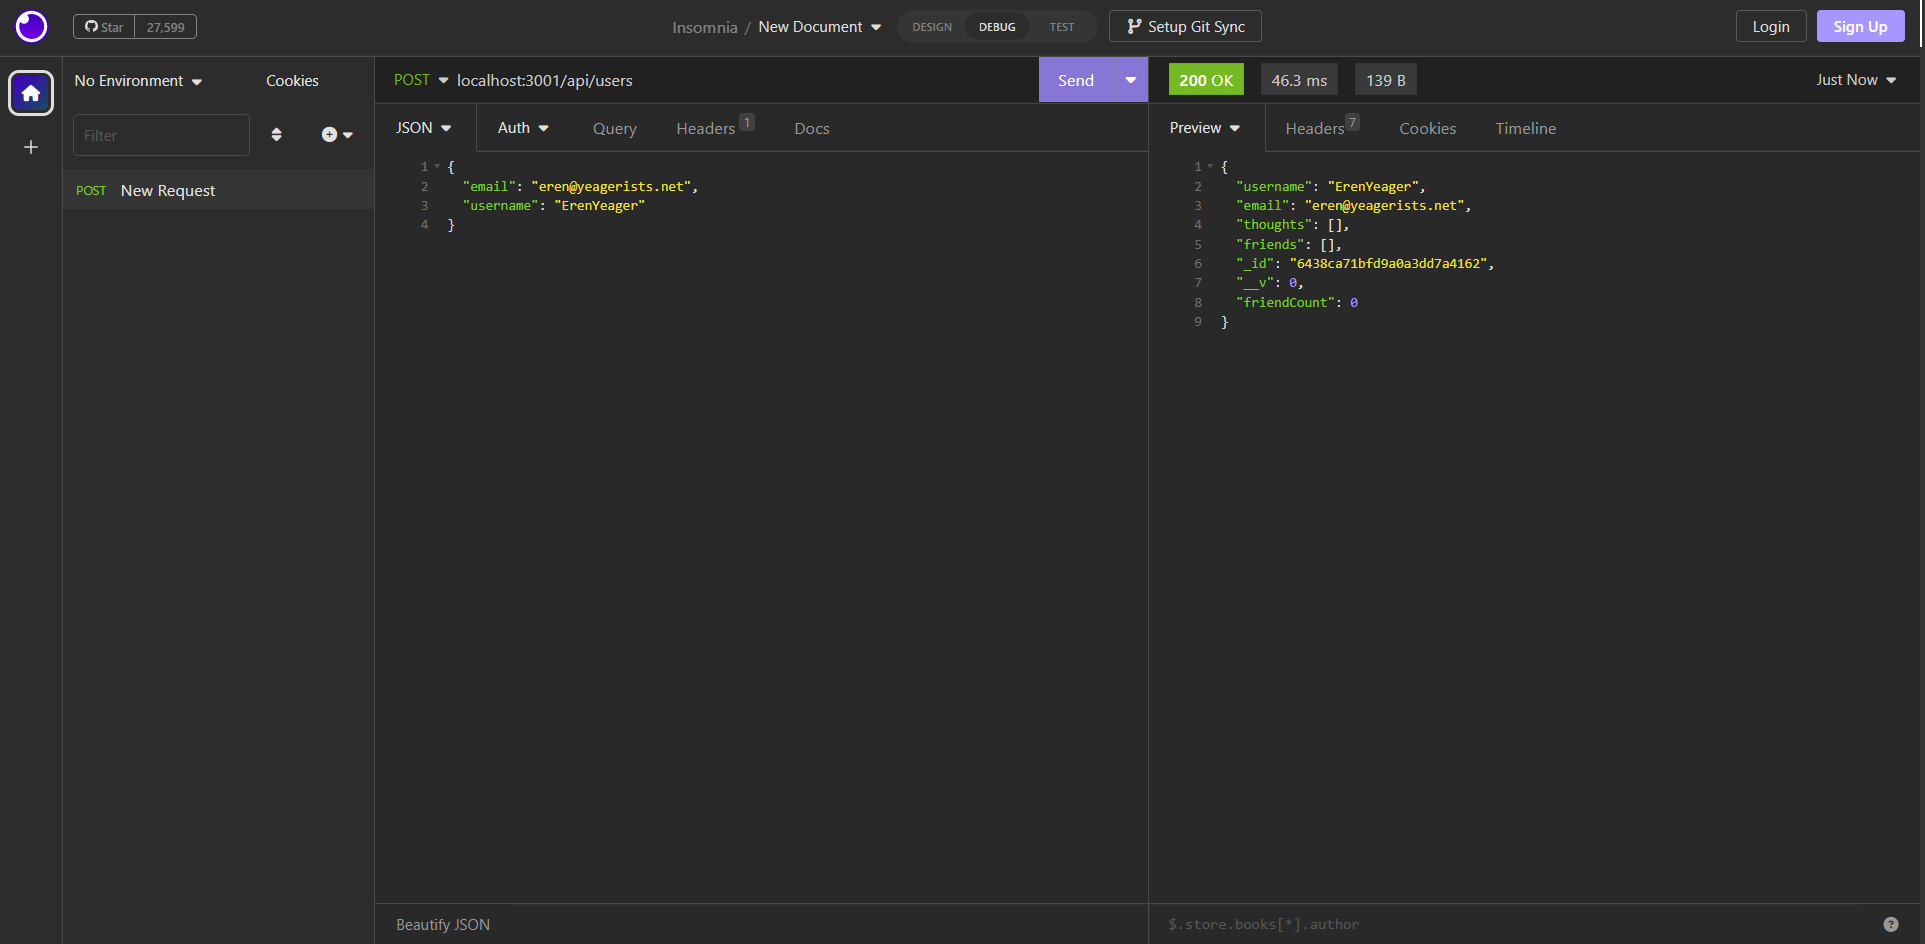 Star 27,599
Insomnia / New Document
DESIGN DEBUG TEST
Setup Git Sync
Login
Sign Up
No Environment
Cookies
Filter
POST New Request
POST localhost:3001/api/users
Send
JSON Auth Query Headers 1 Docs
1 {
2 "email": "eren@yeagerists.net",
3 "username": "ErenYeager"
4 }
Beautify JSON
200 OK 46.3 ms 139 B
Just Now
Preview Headers 7 Cookies Timeline
1 {
2 "username": "ErenYeager",
3 "email": "eren@yeagerists.net",
4 "thoughts": [],
5 "friends": [],
6 "_id": "6438ca71bfd9a0a3dd7a4162",
7 "__v": 0,
8 "friendCount": 0
9 }
$.store.books[*].author
?